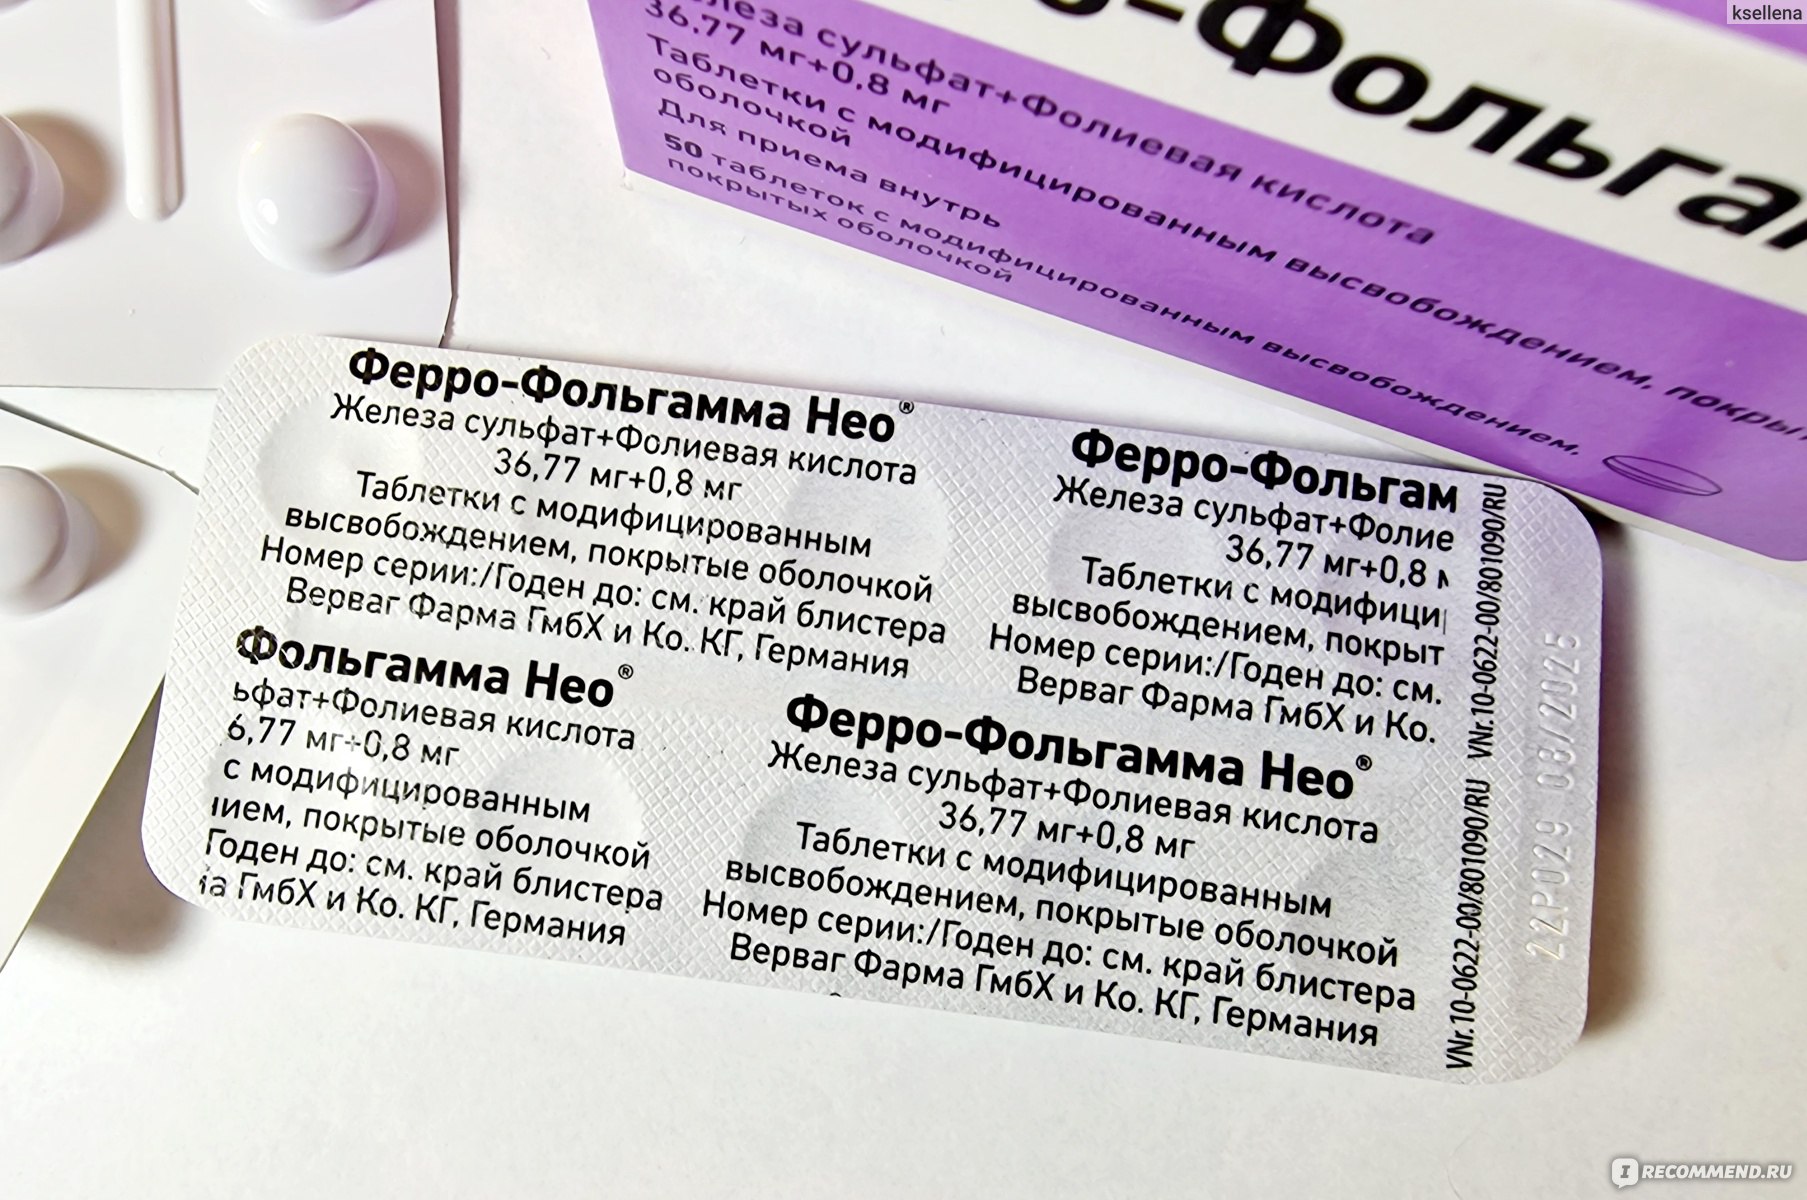 ksellena
-Фольга
сульфат+Фолиевая кислота
36,77 мг+0,8 мг
Таблетки с модифицированным высвобождением,
оболочкой
Для приема внутрь
50 таблеток с модифицированным высвобождением,
покрытых оболочкой
Ферро-Фольгамма Нео®
Железа сульфат+Фолиевая кислота
36,77 мг+0,8 мг
Таблетки с модифицированным
высвобождением, покрытые оболочкой
Номер серии:/Годен до: см. край блистера
Верваг Фарма ГмбХ и Ко. КГ, Германия
Ферро-Фольгам
Железа сульфат+Фолие
36,77 мг+0,8 м
Таблетки с модифици
высвобождением, покрыт
Номер серии:/Годен до: см.
Верваг Фарма ГмбХ и Ко.
Фольгамма Нео®
ьфат+Фолиевая кислота
6,77 мг+0,8 мг
с модифицированным
нием, покрытые оболочкой
Годен до: см. край блистера
ГмбХ и Ко. КГ, Германия
Ферро-Фольгамма Нео®
Железа сульфат+Фолиевая кислота
36,77 мг+0,8 мг
Таблетки с модифицированным
высвобождением, покрытые оболочкой
Номер серии:/Годен до: см. край блистера
Верваг Фарма ГмбХ и Ко. КГ, Германия
VNr.10-0622-00/801090/RU VNr.10-0622-00/801090/RU
22P029 08/2025
IRECOMMEND.RU